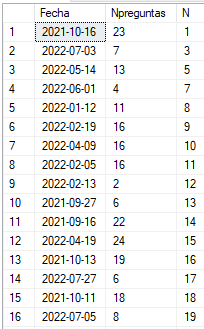 Fecha Npreguntas N
1 2021-10-16 23 1
2 2022-07-03 7 3
3 2022-05-14 13 5
4 2022-06-01 4 7
5 2022-01-12 11 8
6 2022-02-19 16 9
7 2022-04-09 16 10
8 2022-02-05 16 11
9 2022-02-13 2 12
10 2021-09-27 6 13
11 2021-09-16 22 14
12 2022-04-19 24 15
13 2021-10-13 19 16
14 2022-07-27 6 17
15 2021-10-11 18 18
16 2022-07-05 8 19